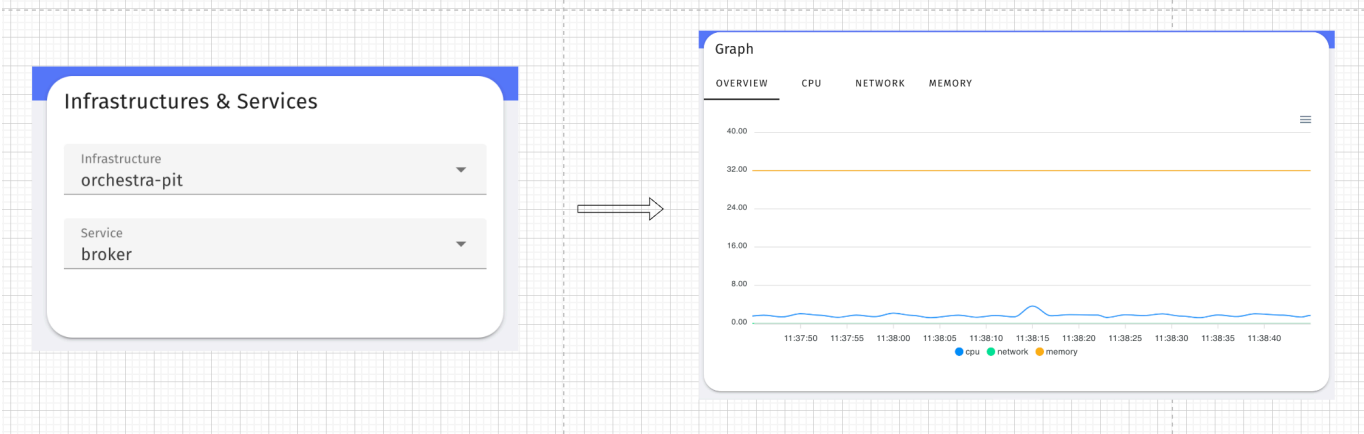 Infrastructures & Services
Infrastructure
orchestra-pit
Service
broker
Graph
OVERVIEW CPU NETWORK MEMORY
40.00
32.00
24.00
16.00
8.00
0.00
11:37:50 11:37:55 11:38:00 11:38:05 11:38:10 11:38:15 11:38:20 11:38:25 11:38:30 11:38:35 11:38:40
cpu network memory